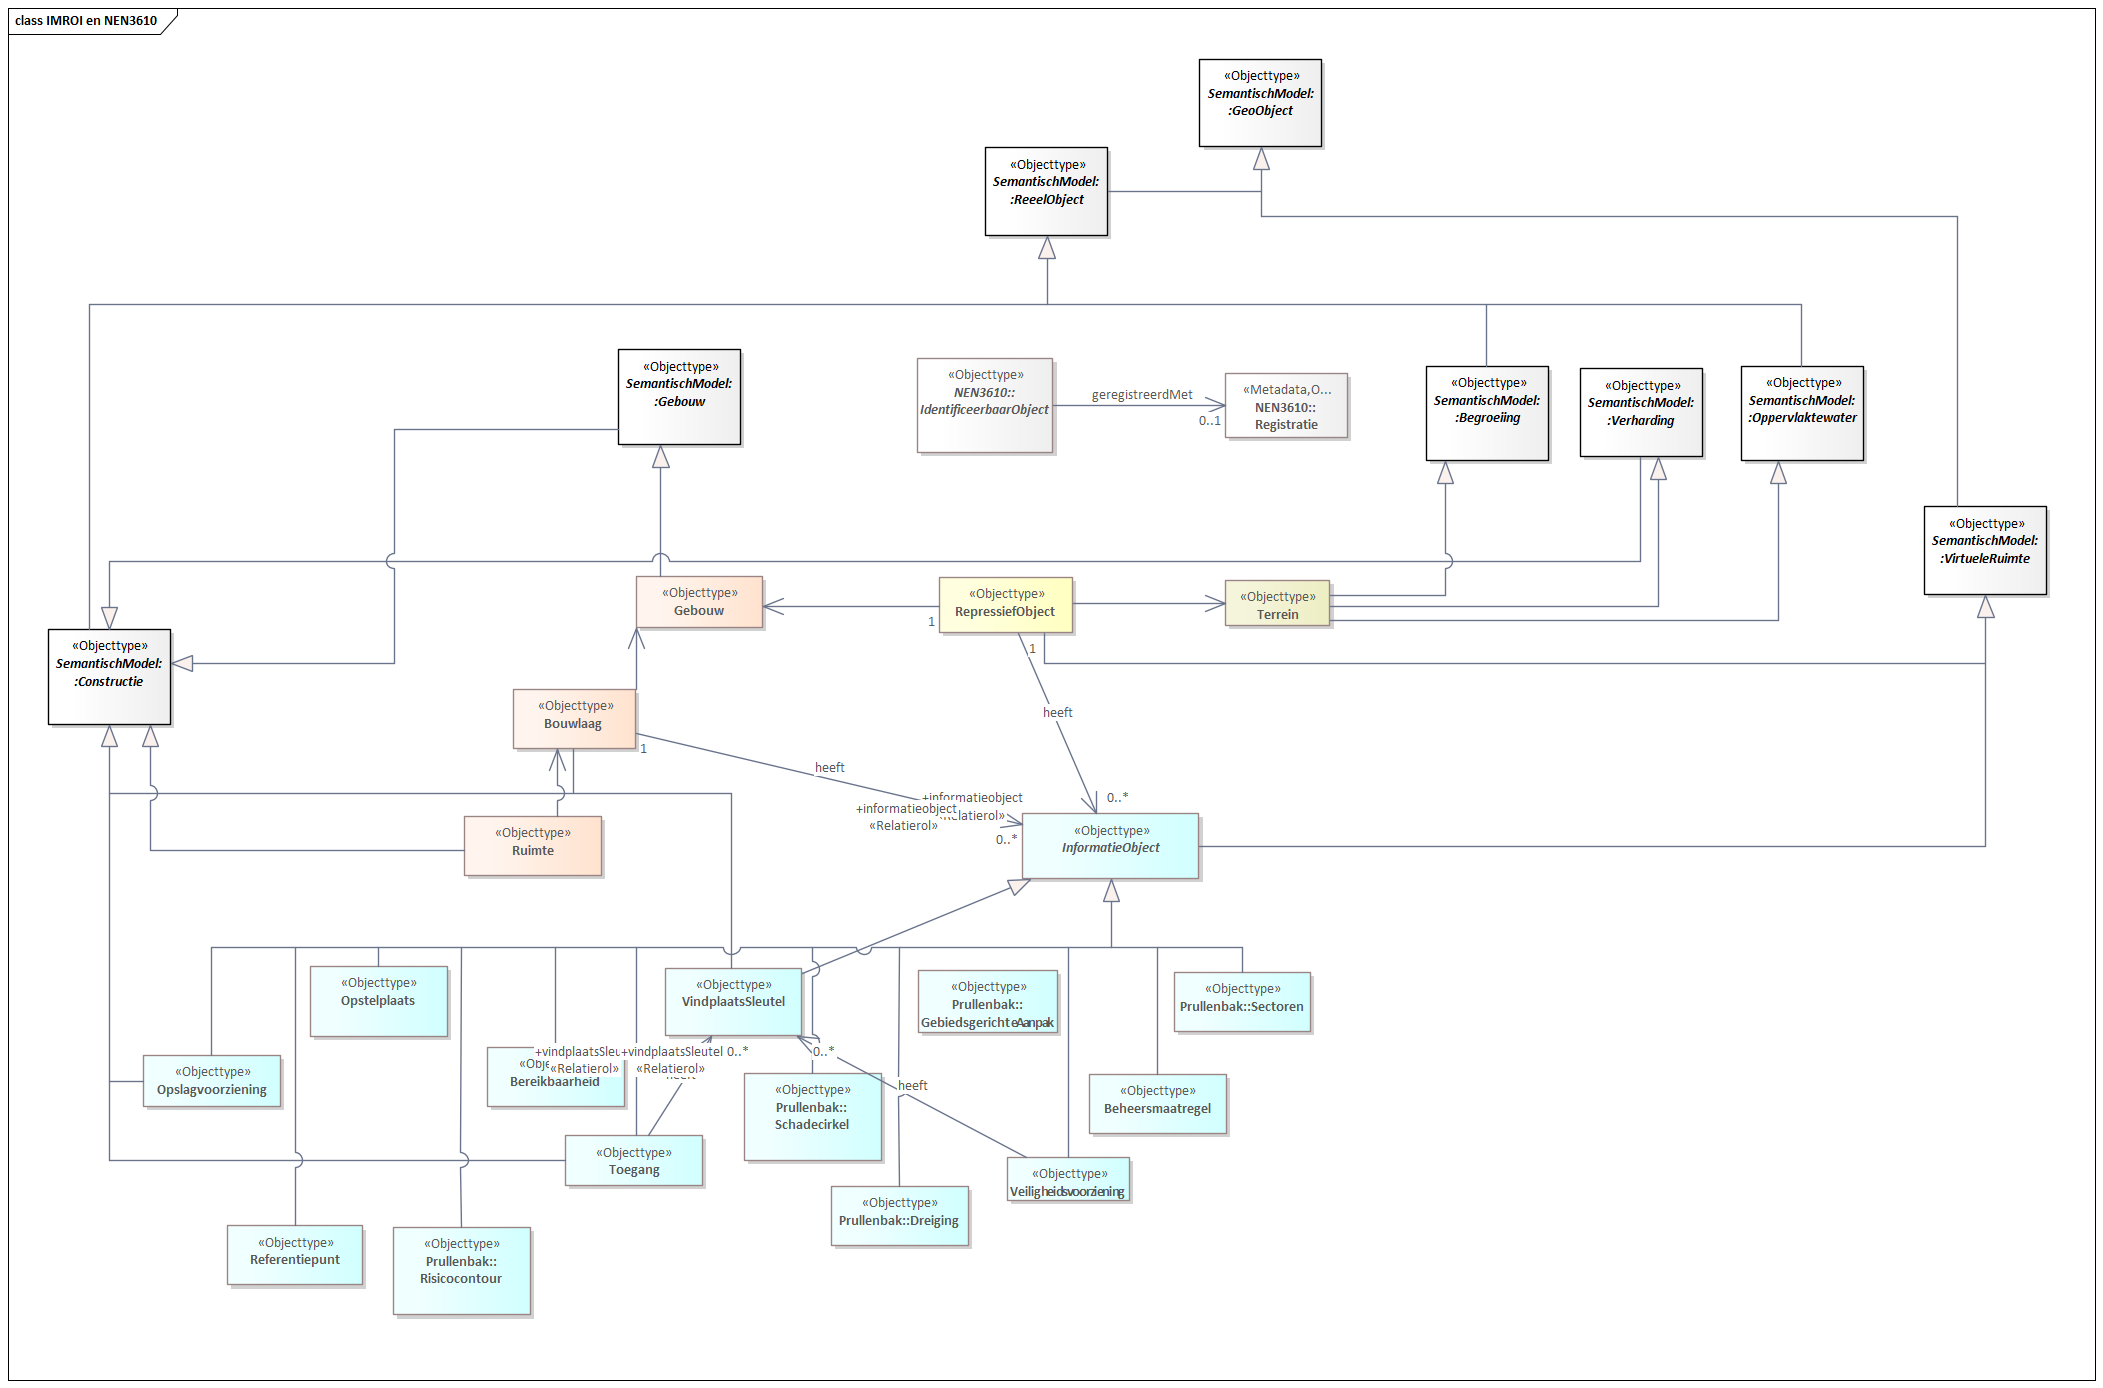 class IMROI en NEN3610
«Objecttype»
SemantischModel:
:GeoObject
«Objecttype»
SemantischModel:
:ReeelObject
«Objecttype»
SemantischModel:
:Gebouw
«Objecttype»
NEN3610::
IdentificeerbaarObject
geregistreerdMet
0..1
«Metadata,O...
NEN3610::
Registratie
«Objecttype»
SemantischModel:
:Begroeiing
«Objecttype»
SemantischModel:
:Verharding
«Objecttype»
SemantischModel:
:Oppervlaktewater
«Objecttype»
SemantischModel:
:VirtueleRuimte
«Objecttype»
Gebouw
«Objecttype»
RepressiefObject
1
1
«Objecttype»
Terrein
«Objecttype»
SemantischModel:
:Constructie
«Objecttype»
Bouwlaag
1
heeft
heeft
+informatieobject
«Relatierol»
0..*
+informatieobject
«Relatierol»
0..*
«Objecttype»
Ruimte
«Objecttype»
InformatieObject
«Objecttype»
Opstelplaats
«Objecttype»
VindplaatsSleutel
«Objecttype»
Prullenbak::
GebiedsgerichteAanpak
«Objecttype»
Prullenbak::Sectoren
«Objecttype»
Opslagvoorziening
Bereikbaarheid
«Relatierol»
+vindplaatsSleutel 0..*
«Relatierol»
heeft
0..*
heeft
«Objecttype»
Prullenbak::
Schadecirkel
«Objecttype»
Beheersmaatregel
«Objecttype»
Toegang
«Objecttype»
Veiligheidsvoorziening
«Objecttype»
Prullenbak::Dreiging
«Objecttype»
Referentiepunt
«Objecttype»
Prullenbak::
Risicocontour